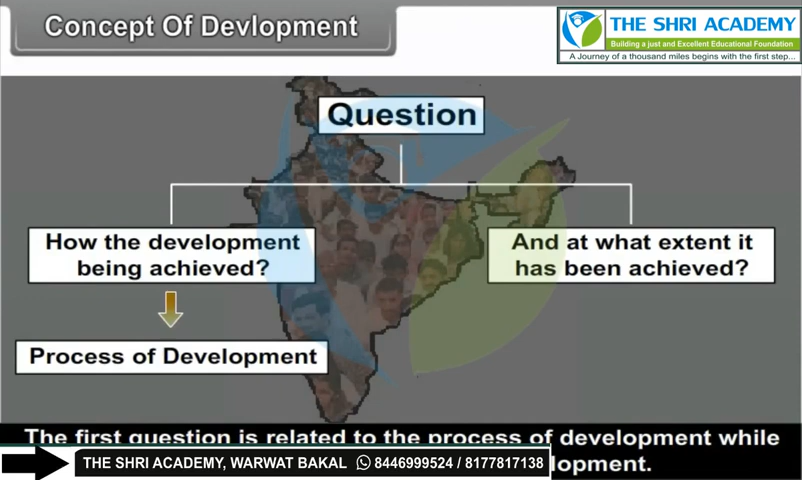 Concept Of Devlopment
THE SHRI ACADEMY
Building a just and Excellent Educational Foundation
A Journey of a thousand miles begins with the first step...
Question
How the development
being achieved?
And at what extent it
has been achieved?
Process of Development
The first question is related to the process of development while
lopment.
THE SHRI ACADEMY, WARWAT BAKAL 8446999524 / 8177817138